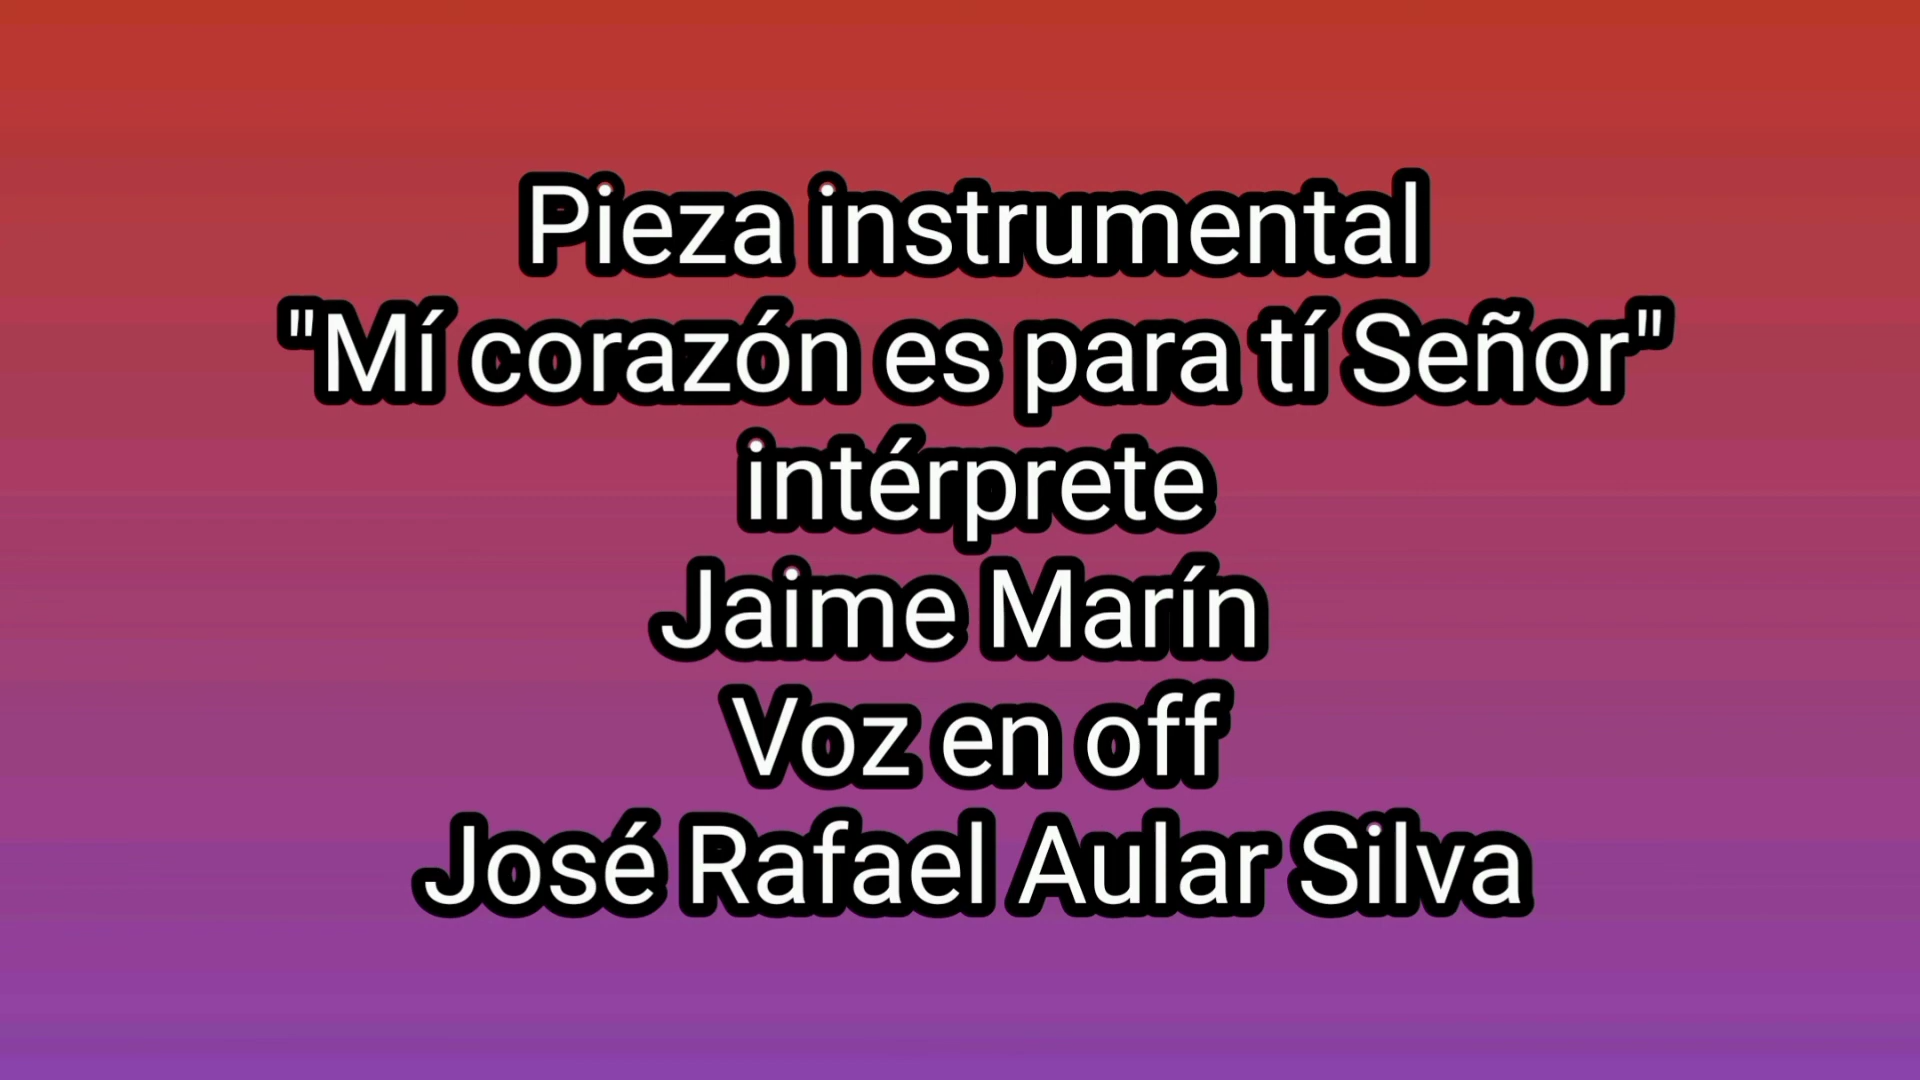 Pieza instrumental
"Mí corazón es para tí Señor"
intérprete
Jaime Marín
Voz en off
José Rafael Aular Silva